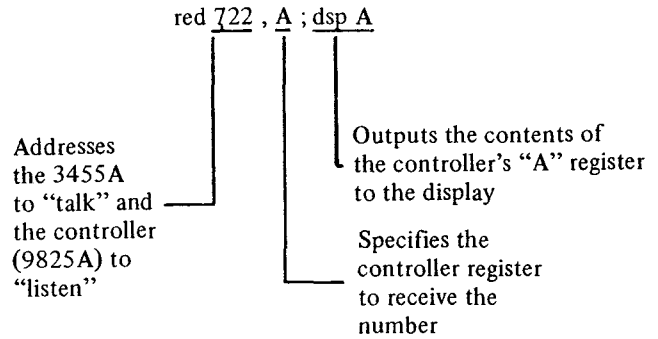 red 722 , A ; dsp A
Addresses
the 3455A
to “talk” and
the controller
(9825A) to
“listen”
Outputs the contents of
the controller’s “A” register
to the display
Specifies the
controller register
to receive the
number